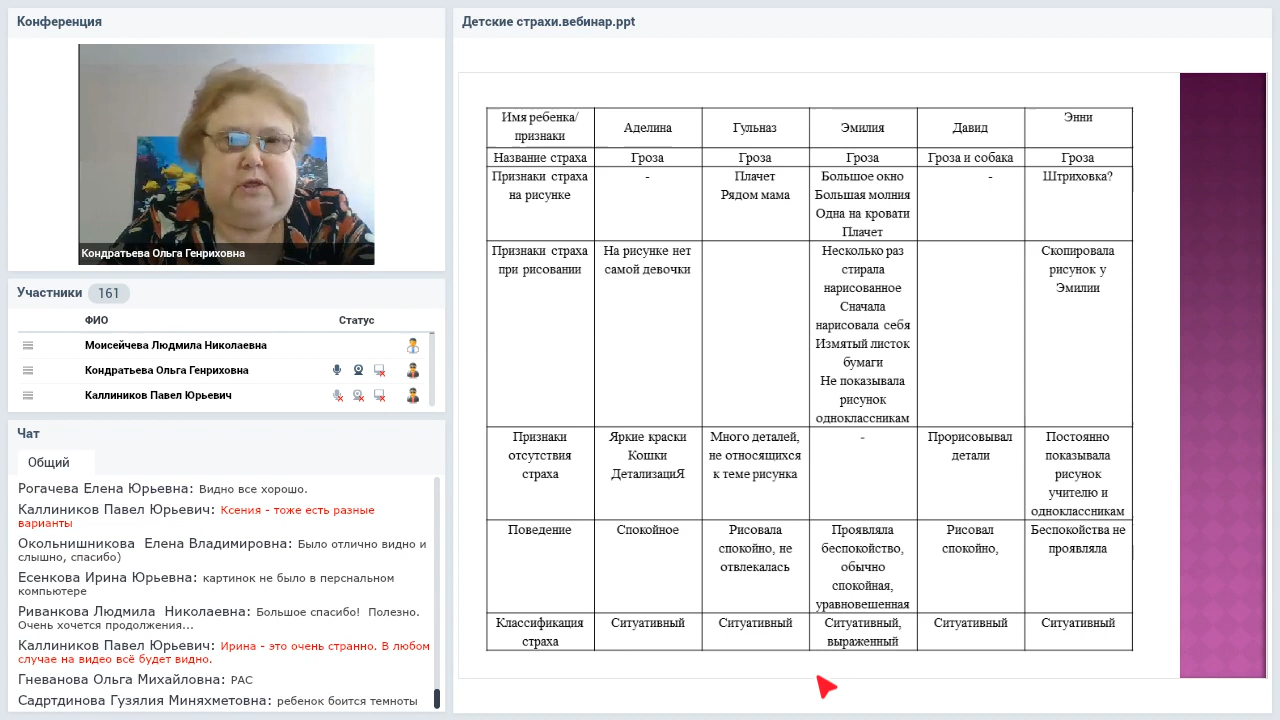 Конференция
Кондратьева Ольга Генриховна
Участники 161
ФИО Статус
Моисейчева Людмила Николаевна
Кондратьева Ольга Генриховна
Каллиников Павел Юрьевич
Чат
Общий
Рогачева Елена Юрьевна: Видно все хорошо.
Каллиников Павел Юрьевич: Ксения - тоже есть разные
варианты
Окольнишникова Елена Владимировна: Было отлично видно и
слышно, спасибо)
Есенкова Ирина Юрьевна: картинок не было в перснальном
компьютере
Риванкова Людмила Николаевна: Большое спасибо! Полезно.
Очень хочется продолжения...
Каллиников Павел Юрьевич: Ирина - это очень странно. В любом
случае на видео всё будет видно.
Гневанова Ольга Михайловна: РАС
Садртдинова Гузялия Миняхметовна: ребенок боится темноты
Детские страхи.вебинар.ppt
Имя ребенка/
признаки
Аделина
Гульназ
Эмилия
Давид
Энни
Название страха
Гроза
Гроза
Гроза
Гроза и собака
Гроза
Признаки страха
на рисунке
-
Плачет
Рядом мама
Большое окно
Большая молния
Одна на кровати
Плачет
-
Штриховка?
Признаки страха
при рисовании
На рисунке нет
самой девочки
Несколько раз
стирала
нарисованное
Сначала
нарисовала себя
Измятый листок
бумаги
Не показывала
рисунок
одноклассникам
Скопировала
рисунок у
Эмилии
Признаки
отсутствия
страха
Яркие краски
Кошки
ДетализациЯ
Много деталей,
не относящихся
к теме рисунка
-
Прорисовывал
детали
Постоянно
показывала
рисунок
учителю и
одноклассникам
Поведение
Спокойное
Рисовала
спокойно, не
отвлекалась
Проявляла
беспокойство,
обычно
спокойная,
уравновешенная
Рисовал
спокойно,
Беспокойства не
проявляла
Классификация
страха
Ситуативный
Ситуативный
Ситуативный,
выраженный
Ситуативный
Ситуативный